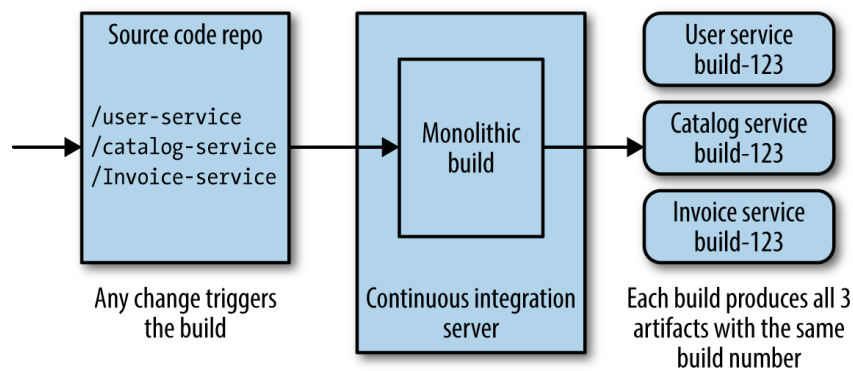 Source code repo
/user-service
/catalog-service
/Invoice-service
Any change triggers
the build
Monolithic
build
Continuous integration
server
User service
build-123
Catalog service
build-123
Invoice service
build-123
Each build produces all 3
artifacts with the same
build number